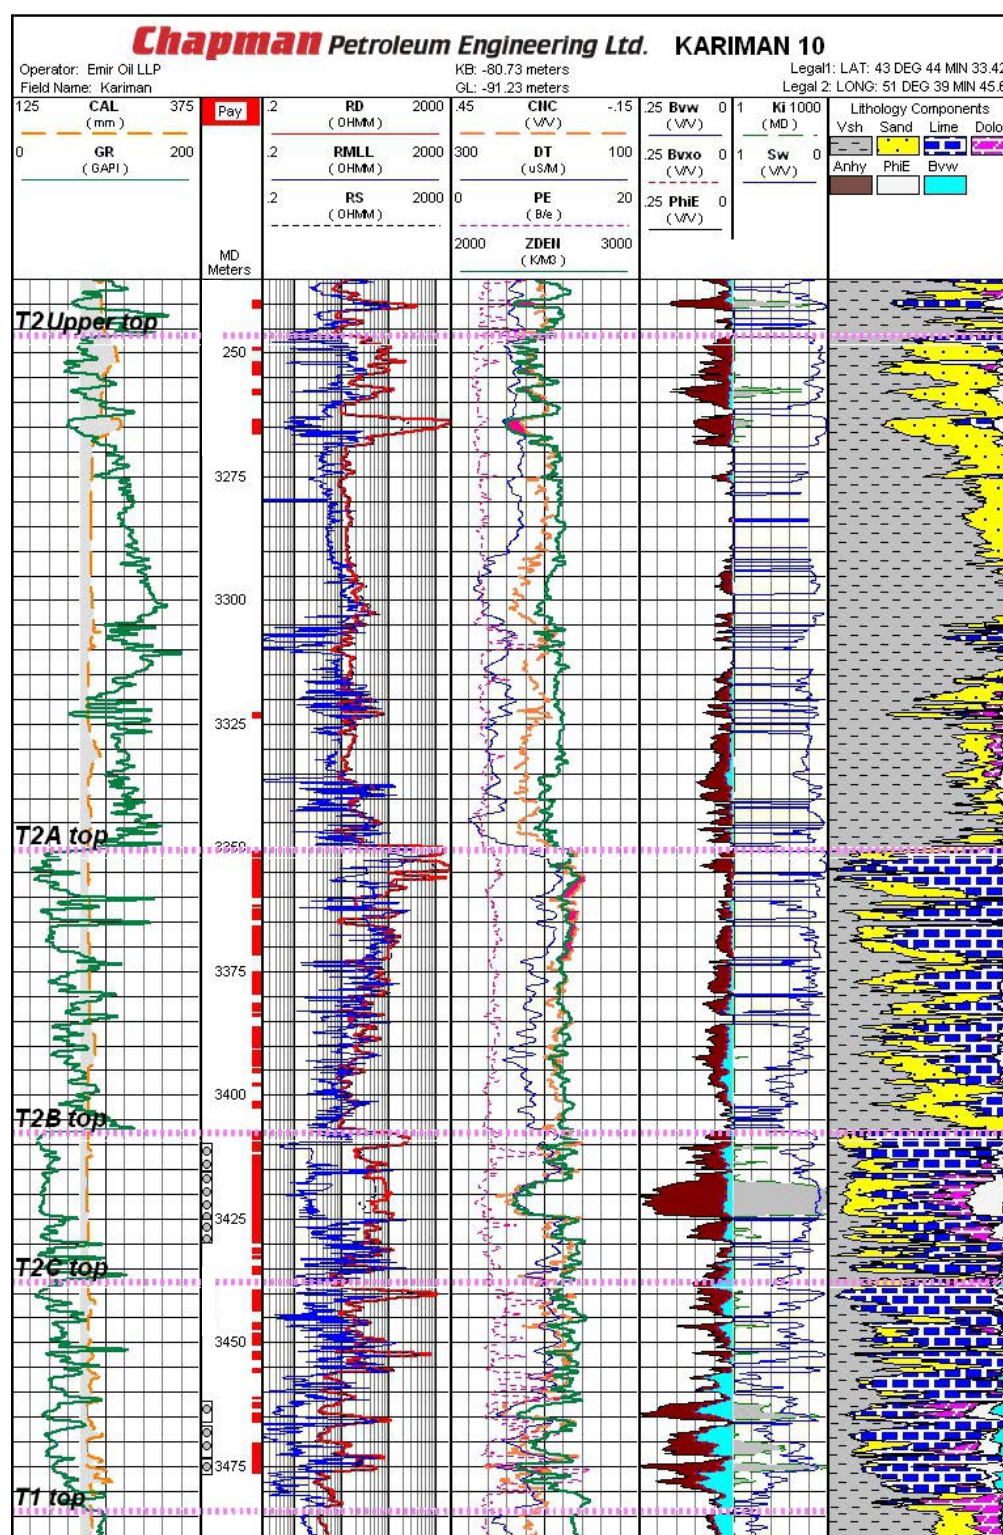 Chapman Petroleum Engineering Ltd. KARIMAN 10
Operator: Emir Oil LLP KB: -80.73 meters Legal1: LAT: 43 DEG 44 MIN 33.42
Field Name: Kariman GL: -91.23 meters Legal 2: LONG: 51 DEG 39 MIN 45.6
125 CAL 375
(mm)
0 GR 200
(GAPI)
Pay
MD
Meters
.2 RD 2000
(OHMM)
.2 RMLL 2000
(OHMM)
.2 RS 2000
(OHMM)
.45 CNC -.15
(V/V)
300 DT 100
(uS/M)
0 PE 20
(B/e)
2000 ZDEN 3000
(K/M3)
.25 Bvw 0
(V/V)
.25 Bvxo 0
(V/V)
.25 PhiE 0
(V/V)
1 Ki 1000
(MD)
1 Sw 0
(V/V)
Lithology Components
Vsh Sand Lime Dolo
Anhy PhiE Bvw
T2 Upper top
250
3275
3300
3325
T2A top
3350
3375
3400
T2B top
3425
T2C top
3450
3475
T1 top